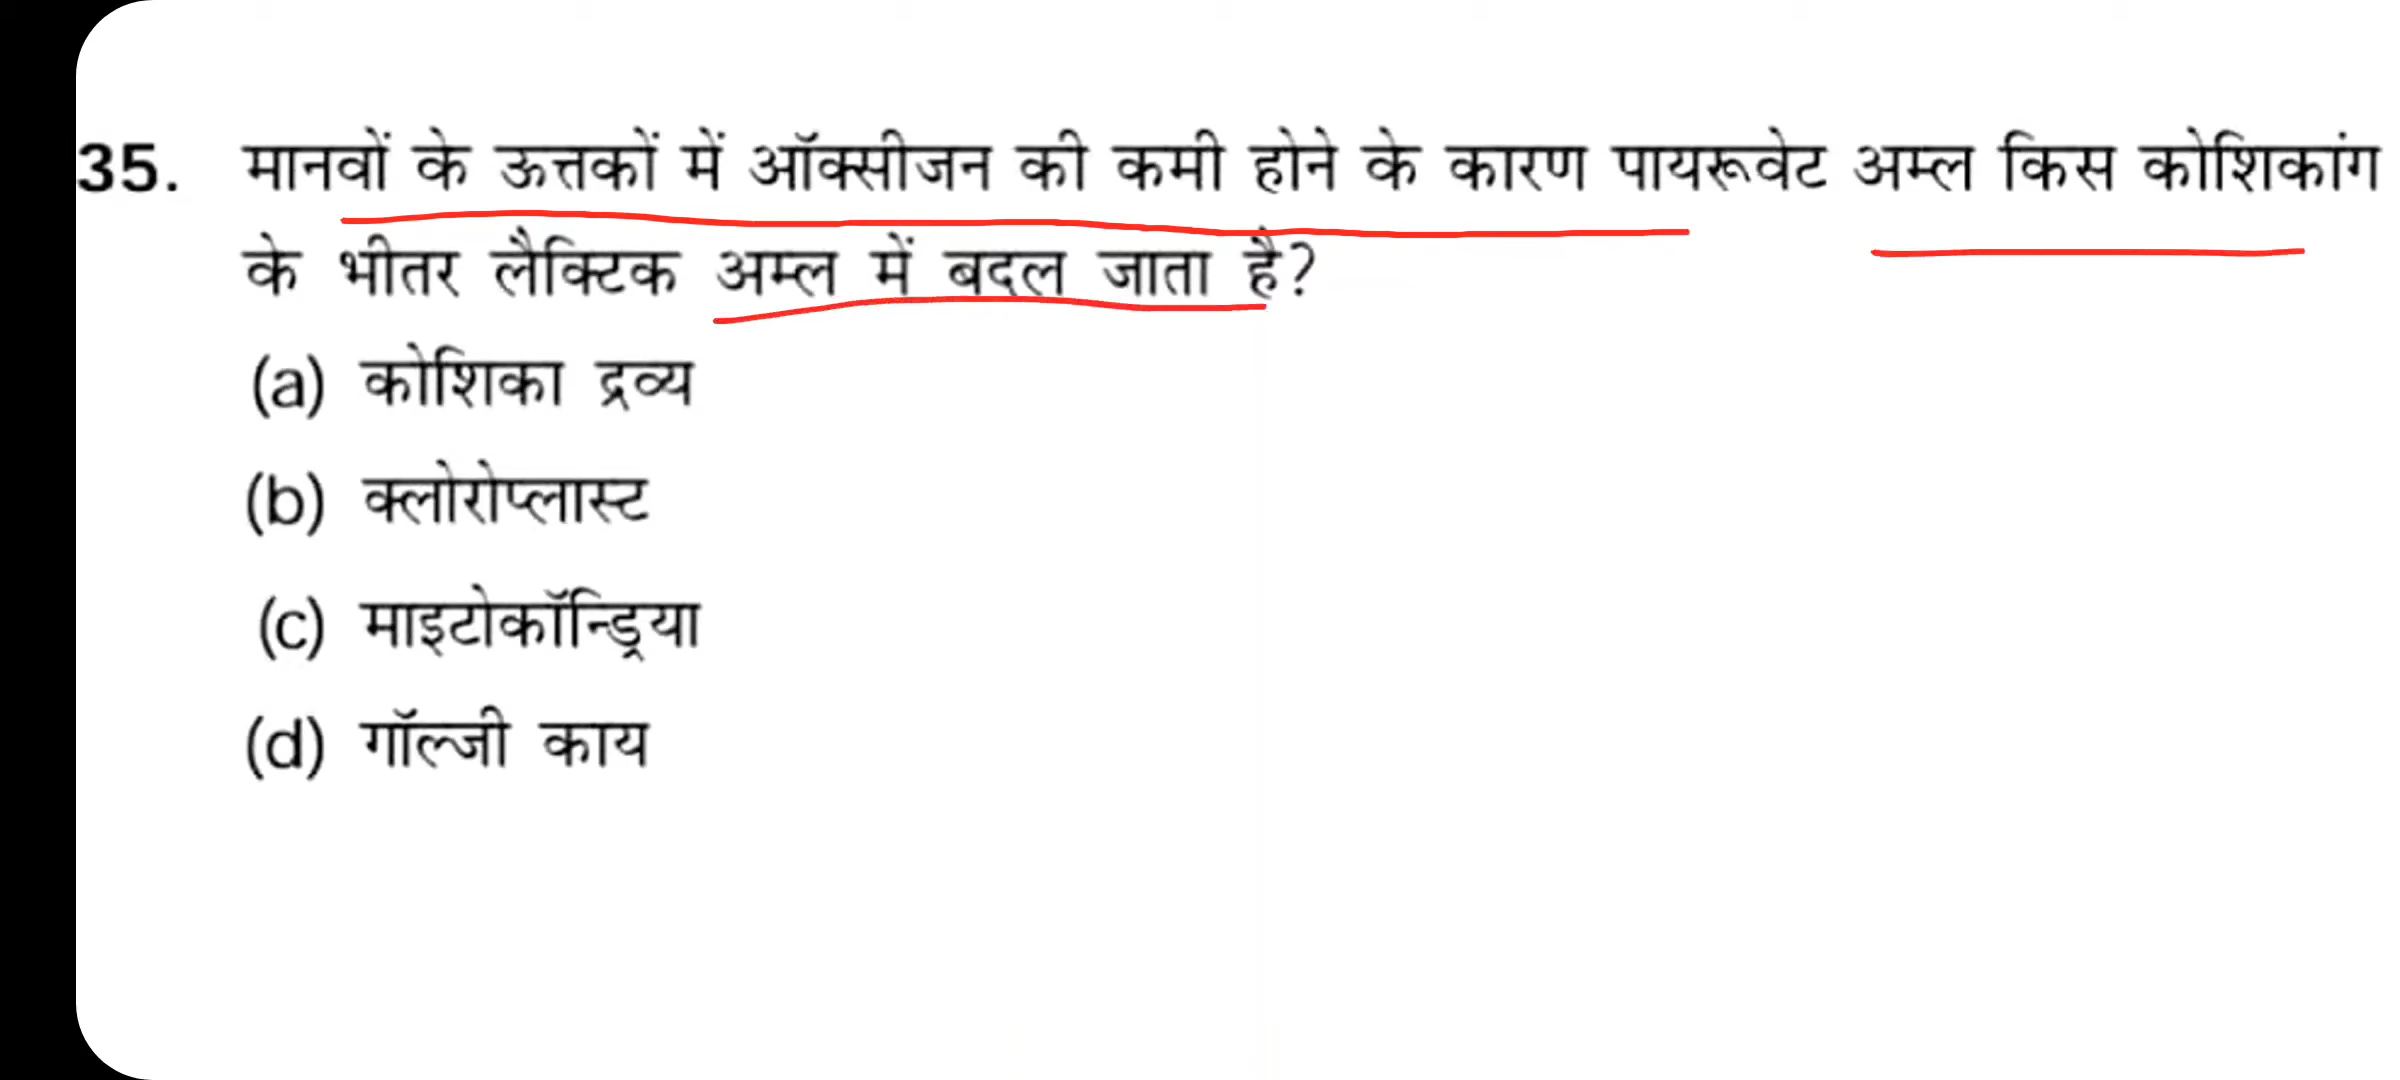 35. मानवों के ऊत्तकों में ऑक्सीजन की कमी होने के कारण पायरूवेट अम्ल किस कोशिकांग
के भीतर लैक्टिक अम्ल में बदल जाता है?
(a) कोशिका द्रव्य
(b) क्लोरोप्लास्ट
(c) माइटोकॉन्ड्रिया
(d) गॉल्जी काय